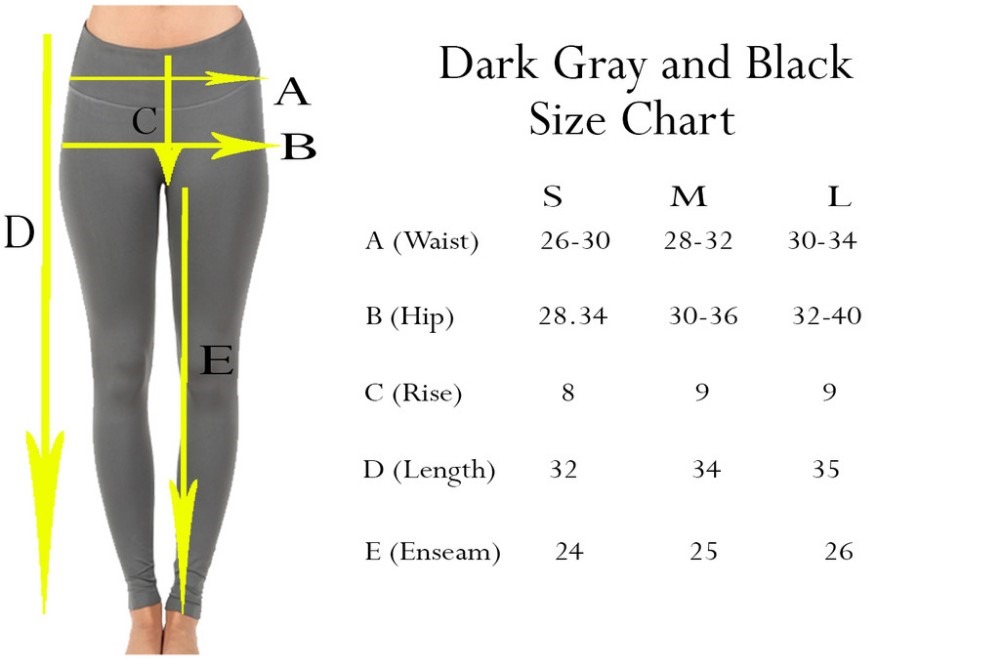 Dark Gray and Black
Size Chart
S M L
A (Waist) 26-30 28-32 30-34
B (Hip) 28.34 30-36 32-40
C (Rise) 8 9 9
D (Length) 32 34 35
E (Enseam) 24 25 26
A
C
B
D
E